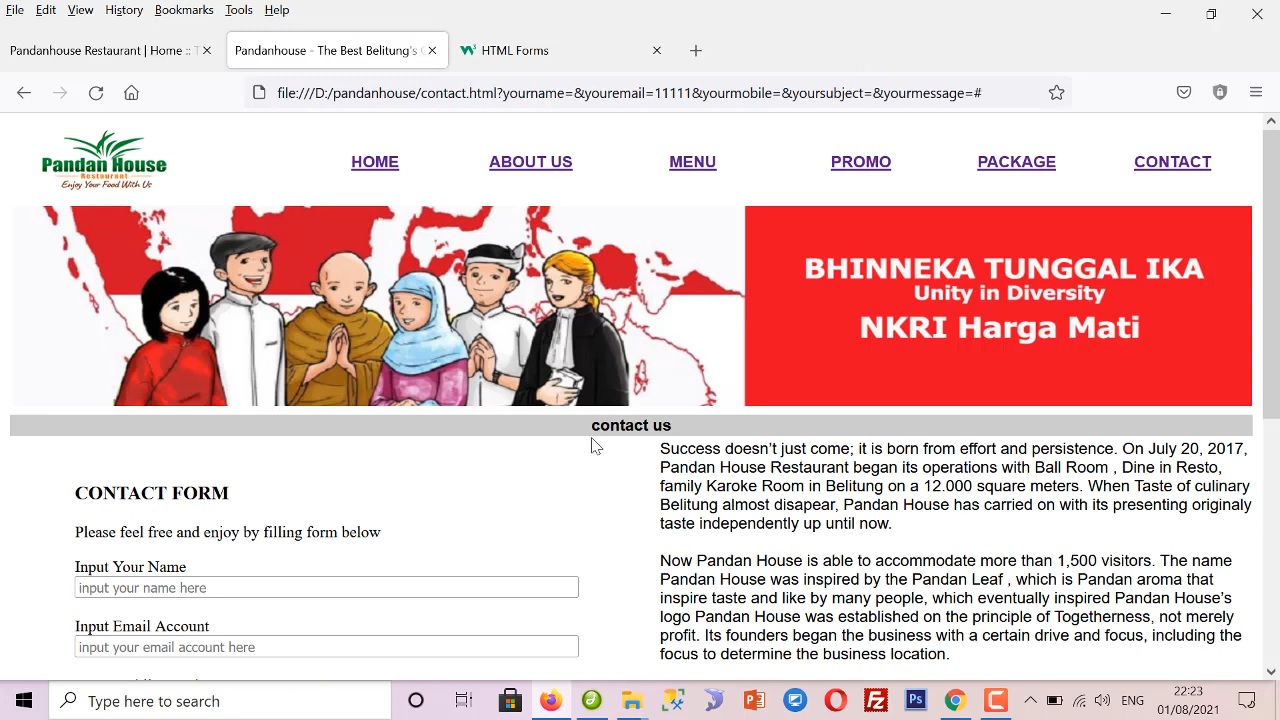 File Edit View History Bookmarks Tools Help
Pandanhouse Restaurant | Home :: T
Pandanhouse - The Best Belitung's C
HTML Forms
file:///D:/pandanhouse/contact.html?yourname=&youremail=11111&yourmobile=&yoursubject=&yourmessage=#
Pandan House
Restaurant
Enjoy Your Food With Us
HOME ABOUT US MENU PROMO PACKAGE CONTACT
BHINNEKA TUNGGAL IKA
Unity in Diversity
NKRI Harga Mati
contact us
CONTACT FORM
Please feel free and enjoy by filling form below
Input Your Name
input your name here
Input Email Account
input your email account here
Success doesn't just come; it is born from effort and persistence. On July 20, 2017,
Pandan House Restaurant began its operations with Ball Room , Dine in Resto,
family Karoke Room in Belitung on a 12.000 square meters. When Taste of culinary
Belitung almost disapear, Pandan House has carried on with its presenting originaly
taste independently up until now.
Now Pandan House is able to accommodate more than 1,500 visitors. The name
Pandan House was inspired by the Pandan Leaf , which is Pandan aroma that
inspire taste and like by many people, which eventually inspired Pandan House's
logo Pandan House was established on the principle of Togetherness, not merely
profit. Its founders began the business with a certain drive and focus, including the
focus to determine the business location.
Type here to search
ENG
22:23
01/08/2021